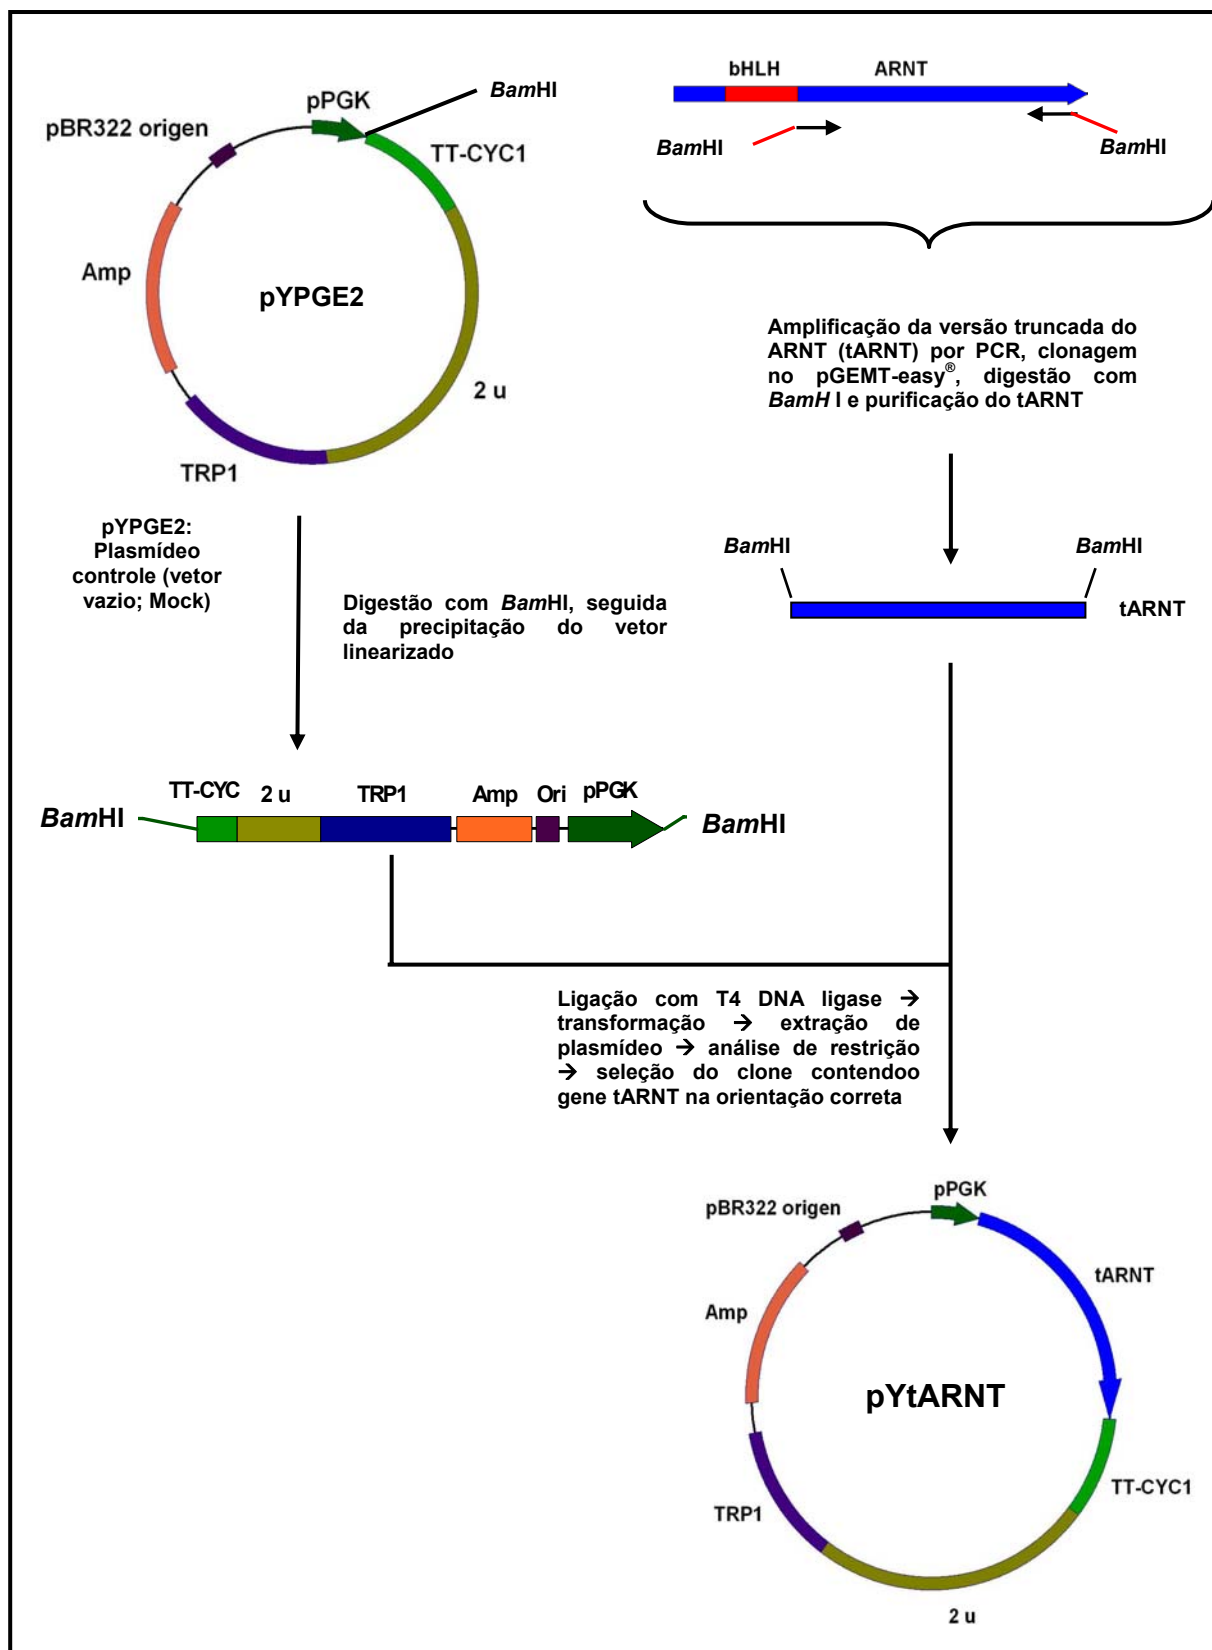 pPGK
BamHI
pBR322 origen
TT-CYC1
Amp
pYPGE2
2 u
TRP1
bHLH
ARNT
BamHI
BamHI
Amplificação da versão truncada do
ARNT (tARNT) por PCR, clonagem
no pGEMT-easy®, digestão com
BamH I e purificação do tARNT
pYPGE2:
Plasmídeo
controle (vetor
vazio; Mock)
Digestão com BamHI, seguida
da precipitação do vetor
linearizado
BamHI
BamHI
tARNT
BamHI
TT-CYC
2 u
TRP1
Amp
Ori
pPGK
BamHI
Ligação com T4 DNA ligase →
transformação → extração de
plasmídeo → análise de restrição
→ seleção do clone contendoo
gene tARNT na orientação correta
pPGK
pBR322 origen
tARNT
Amp
pYtARNT
TT-CYC1
TRP1
2 u